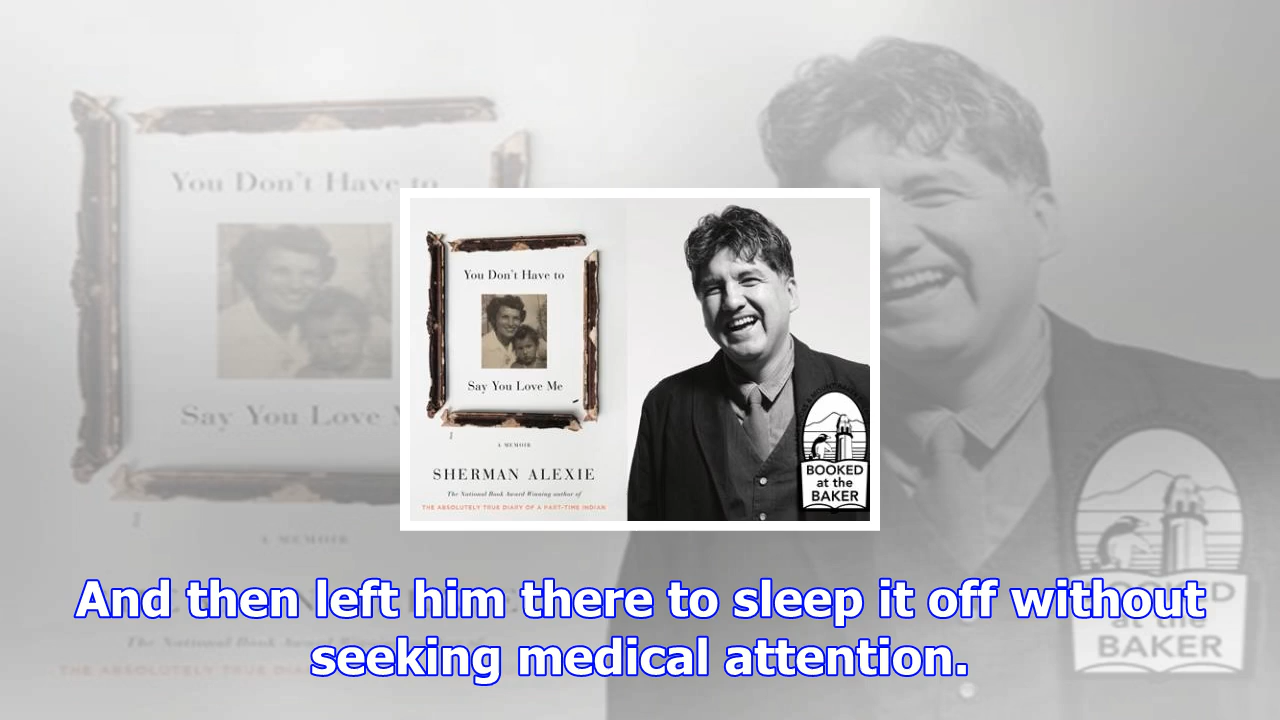 You Don't Have to
Say You Love Me
A MEMOIR
SHERMAN ALEXIE
The National Book Award Winning author of
THE ABSOLUTELY TRUE DIARY OF A PART-TIME INDIAN
BOOKED
at the
BAKER
And then left him there to sleep it off without
seeking medical attention.